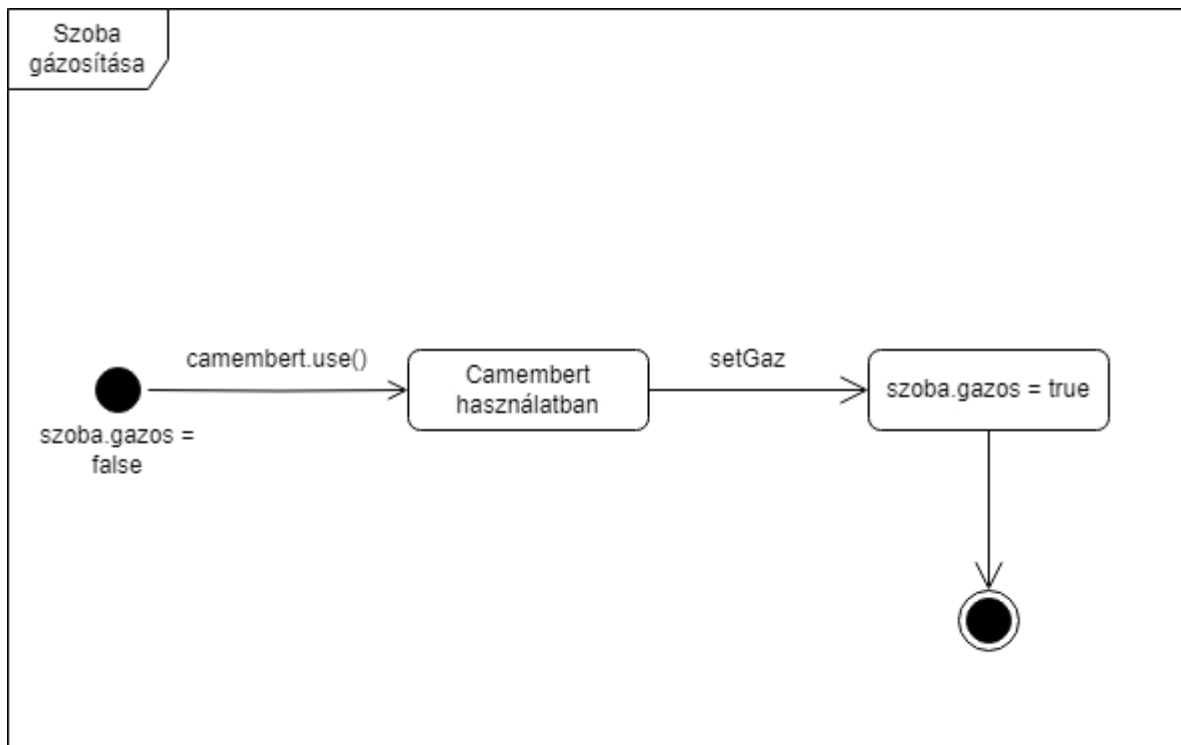 Szoba
gázosítása
camembert.use()
setGaz
Camembert
használatban
szoba.gazos = true
szoba.gazos =
false